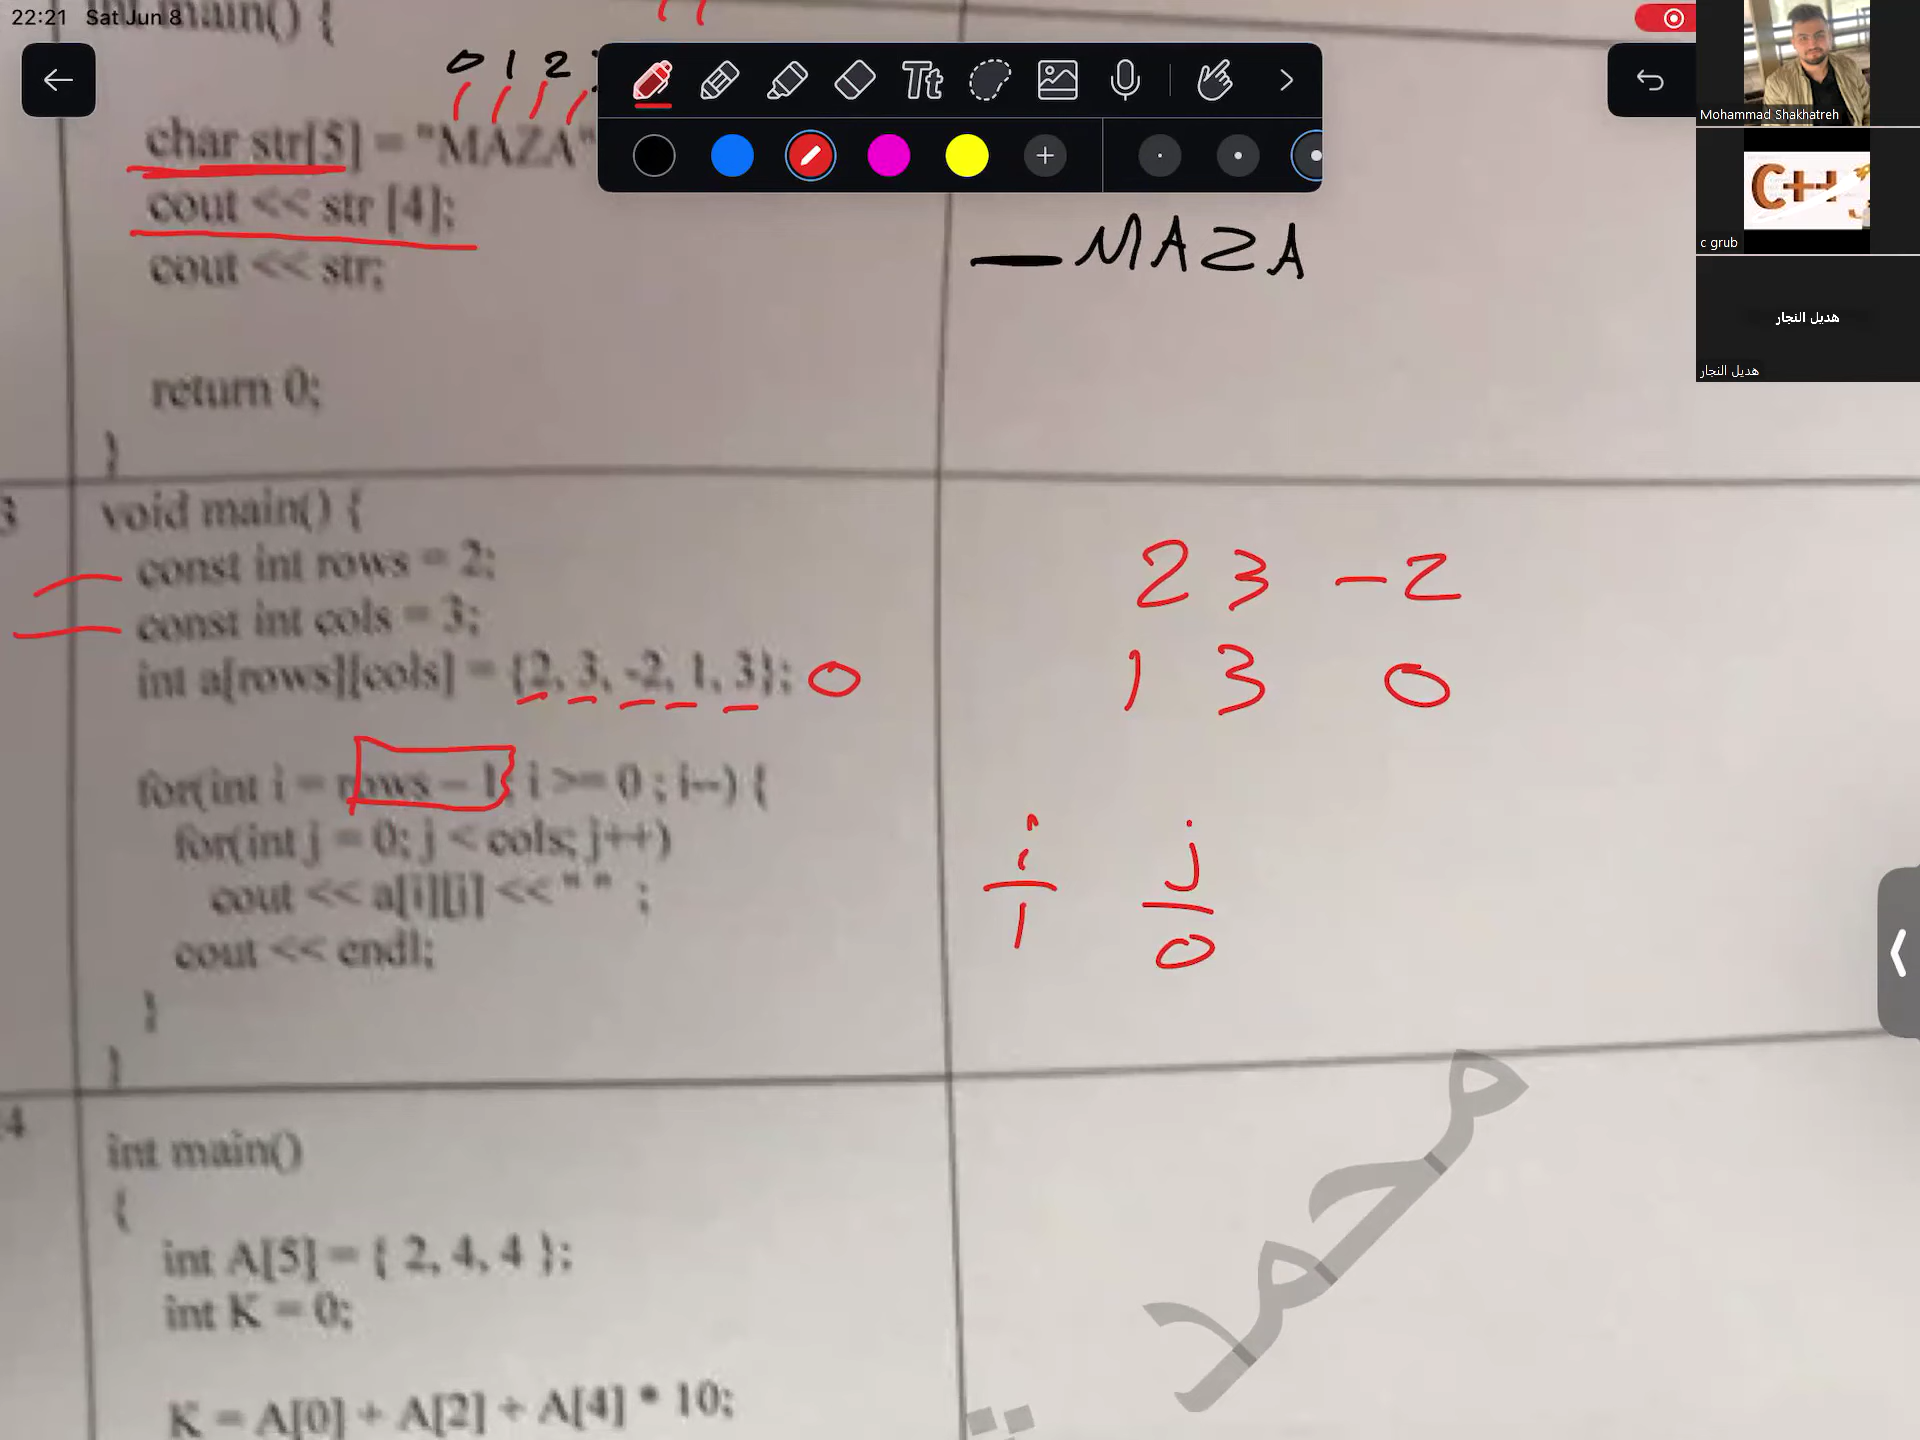 22:21 Sat Jun 8
main() {
0 1 2
Tt
char str[5] = "MAZA"
cout << str [4];
cout << str;
MAZA
return 0;
}
Mohammad Shakhatreh
C++
c grub
هديل النجار
هديل النجار
3
void main() {
const int rows = 2;
const int cols = 3;
int a[rows][cols] = {2, 3, -2, 1, 3}; 0
2 3 -2
1 3 0
for(int i = rows – 1; i >= 0 ; i--) {
for(int j = 0; j < cols; j++)
cout << a[i][j] << " " ;
cout << endl;
}
}
i j
1 0
4
int main()
{
int A[5] = { 2, 4, 4 };
int K = 0;
K = A[0] + A[2] + A[4] * 10;
محمد